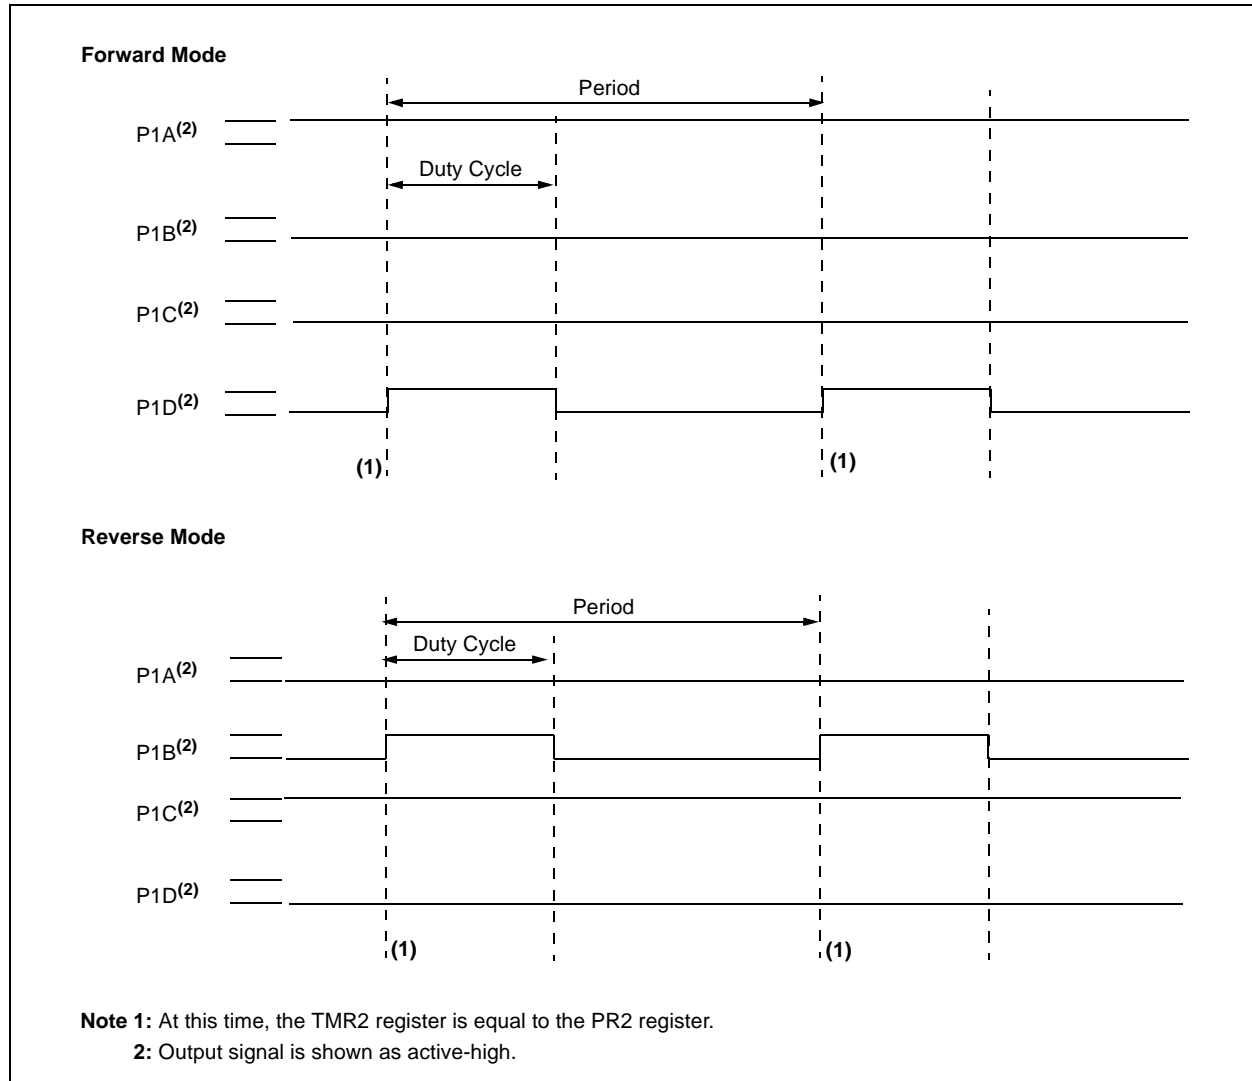 Forward Mode
Period
P1A(2)
Duty Cycle
P1B(2)
P1C(2)
P1D(2)
(1)
(1)
Reverse Mode
Period
Duty Cycle
P1A(2)
P1B(2)
P1C(2)
P1D(2)
(1)
(1)
Note 1: At this time, the TMR2 register is equal to the PR2 register.
2: Output signal is shown as active-high.